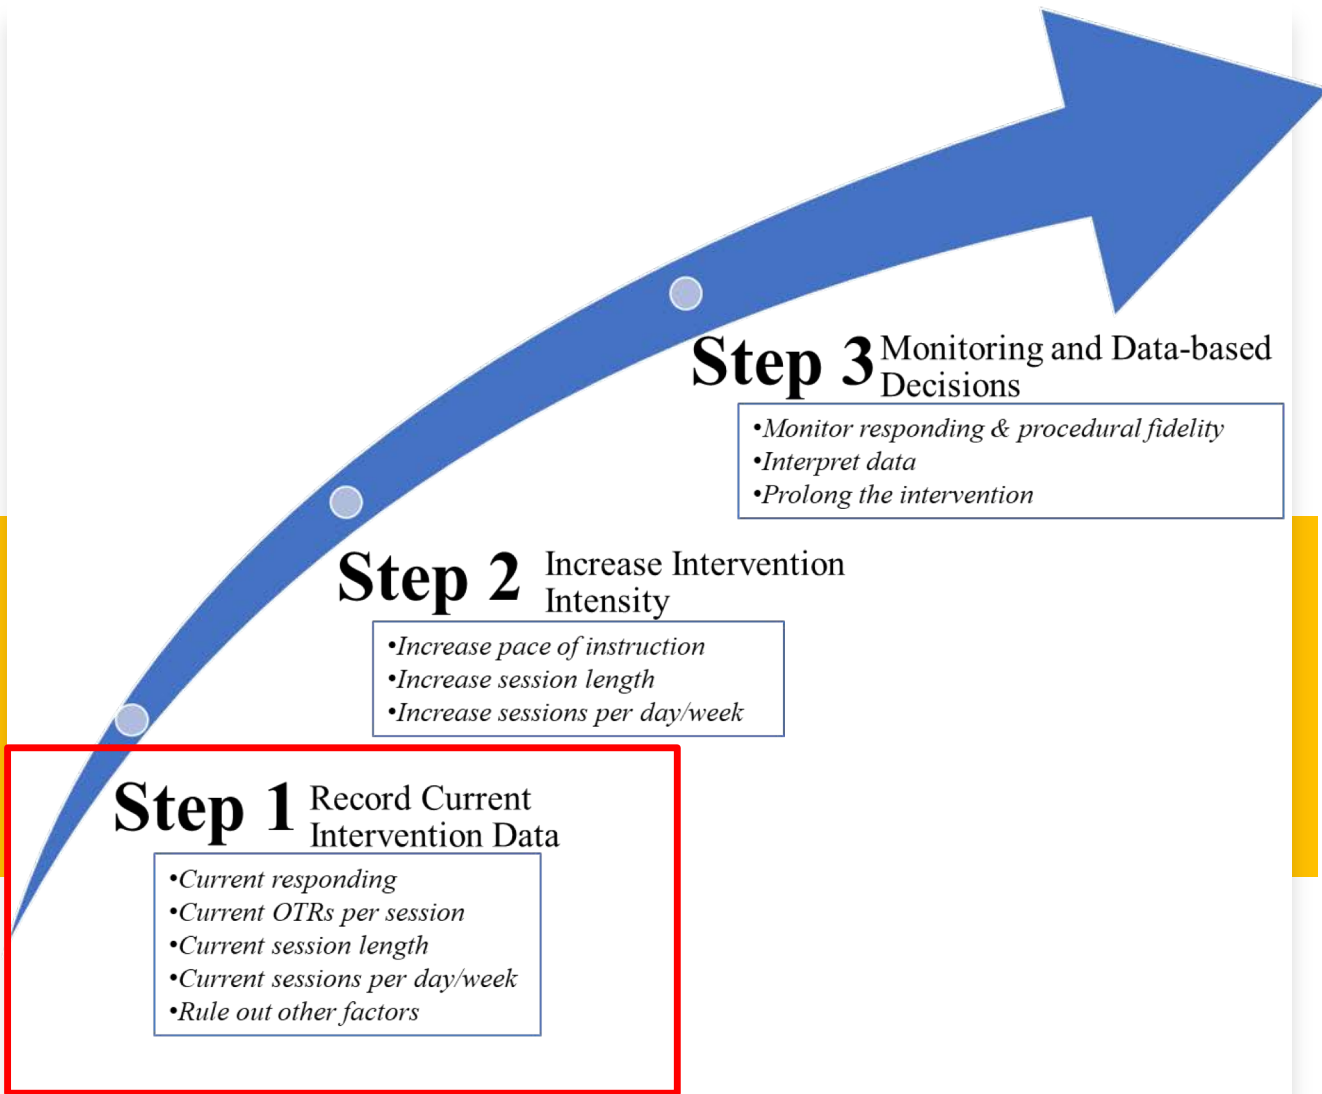 Step 3 Monitoring and Data-based
Decisions
•Monitor responding & procedural fidelity
•Interpret data
•Prolong the intervention
Step 2 Increase Intervention
Intensity
•Increase pace of instruction
•Increase session length
•Increase sessions per day/week
Step 1 Record Current
Intervention Data
•Current responding
•Current OTRs per session
•Current session length
•Current sessions per day/week
•Rule out other factors